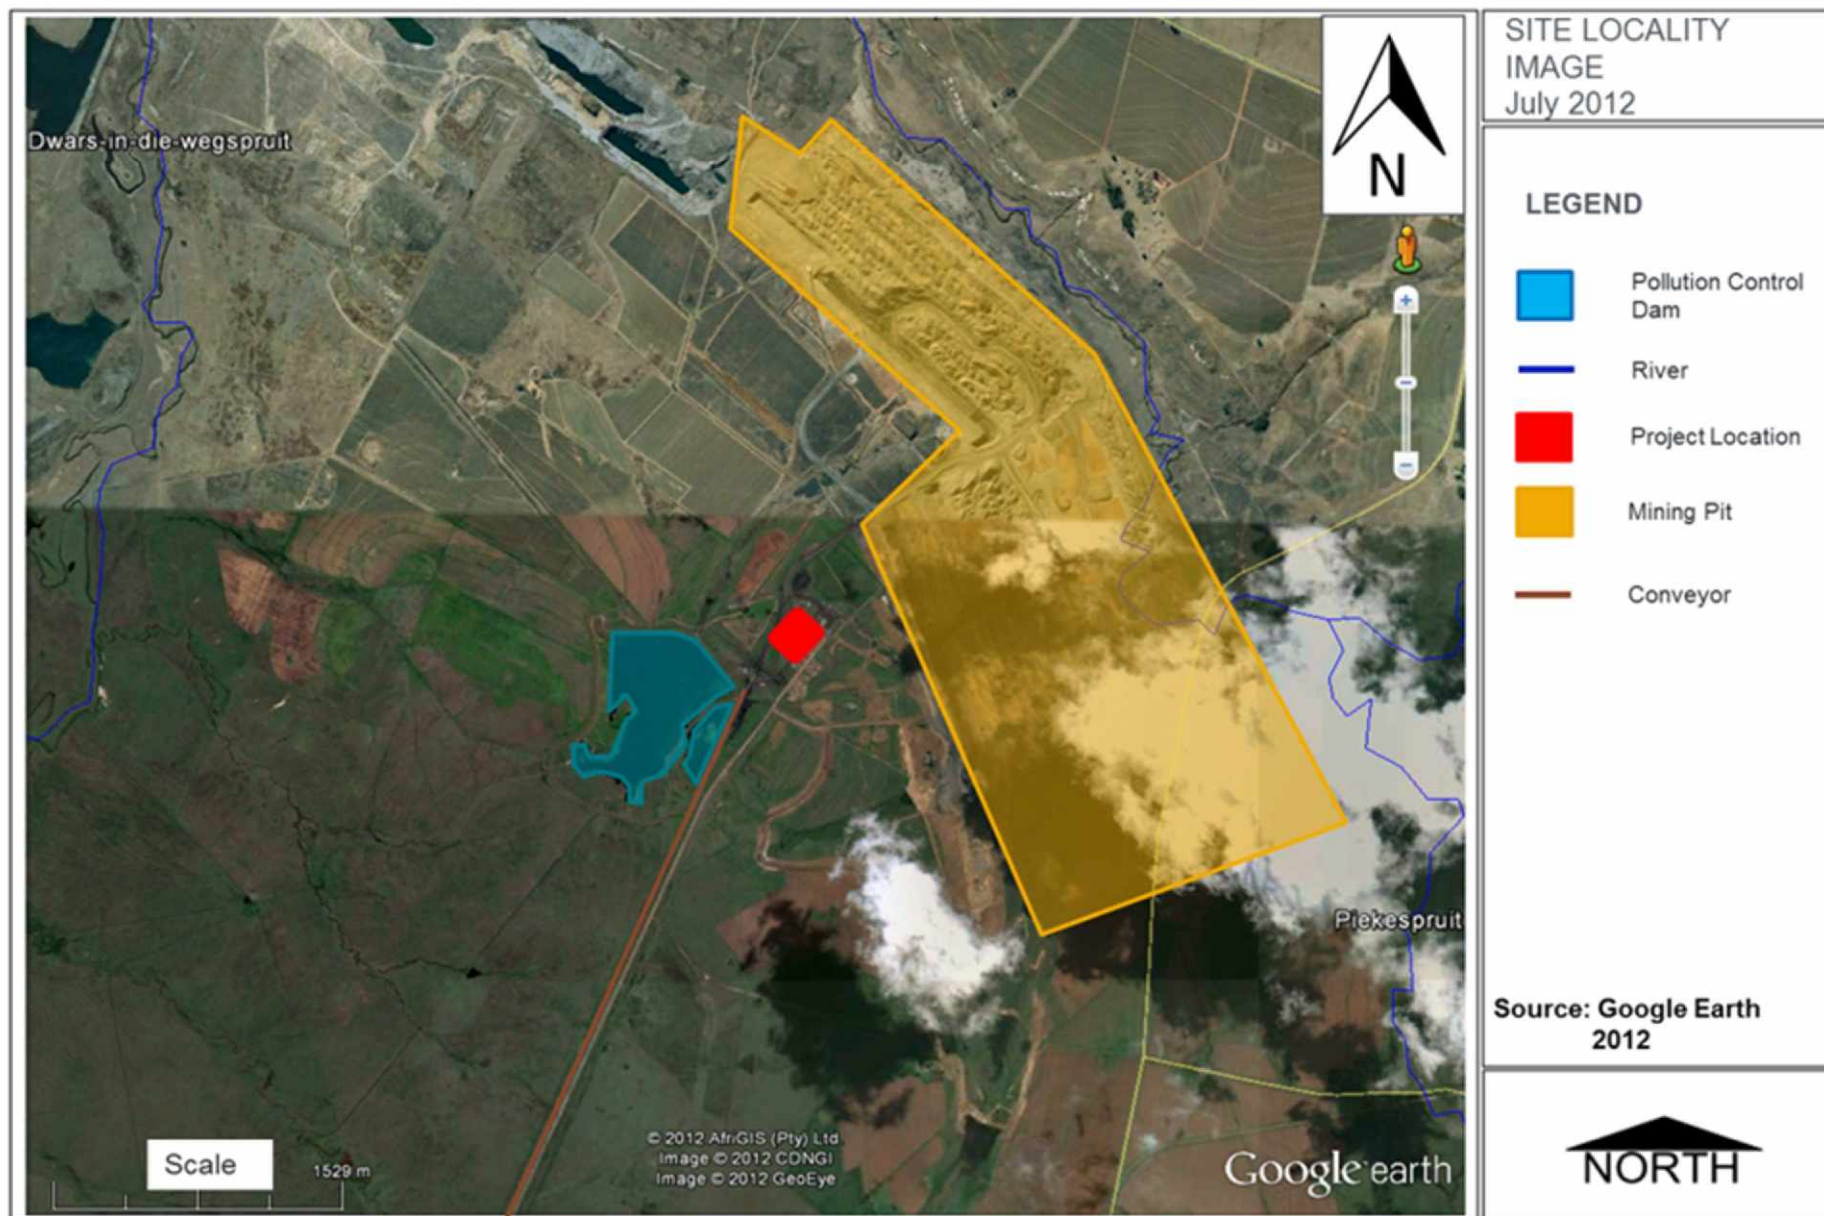 SITE LOCALITY
IMAGE
July 2012
Dwars-in-die-wegspruit
N
LEGEND
Pollution Control
Dam
River
Project Location
Mining Pit
Conveyor
Piekespruit
Source: Google Earth
2012
© 2012 AfriGIS (Pty) Ltd.
Image © 2012 CDNGI
Image © 2012 GeoEye
Google earth
Scale
1529 m
NORTH